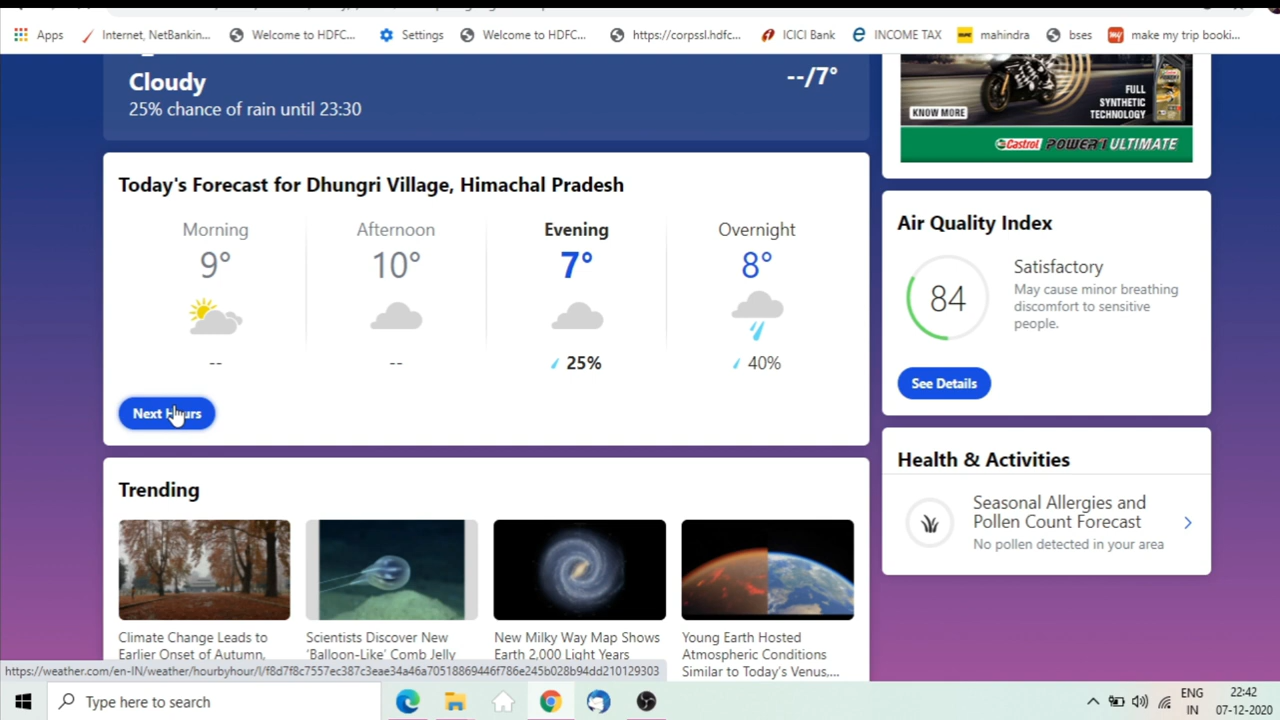 Apps
Internet, NetBankin...
Welcome to HDFC...
Settings
Welcome to HDFC...
https://corpssl.hdfc...
ICICI Bank
INCOME TAX
mahindra
bses
make my trip booki...
Cloudy
--/7°
25% chance of rain until 23:30
KNOW MORE
FULL
SYNTHETIC
TECHNOLOGY
Castrol POWER1 ULTIMATE
Today's Forecast for Dhungri Village, Himachal Pradesh
Morning
9°
--
Afternoon
10°
--
Evening
7°
25%
Overnight
8°
40%
Next Hours
Air Quality Index
84
Satisfactory
May cause minor breathing
discomfort to sensitive
people.
See Details
Health & Activities
Seasonal Allergies and
Pollen Count Forecast
No pollen detected in your area
Trending
Climate Change Leads to
Earlier Onset of Autumn,
Scientists Discover New
'Balloon-Like' Comb Jelly
New Milky Way Map Shows
Earth 2,000 Light Years
Young Earth Hosted
Atmospheric Conditions
Similar to Today's Venus,...
https://weather.com/en-IN/weather/hourbyhour/l/f8d7f8c7557ec387c3eae34a46a70518869446f786e245b028b94dd210129303
Type here to search
ENG
IN
22:42
07-12-2020